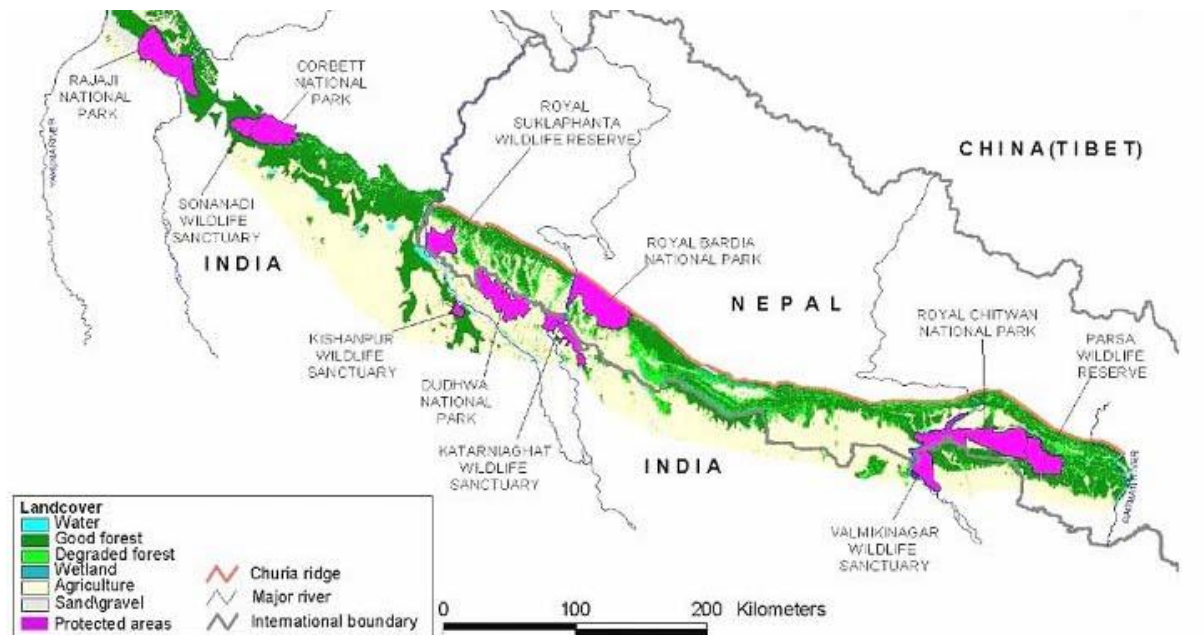 RAJAJI
NATIONAL
PARK
CORBETT
NATIONAL
PARK
ROYAL
SUKLAPHANTA
WILDLIFE RESERVE
CHINA(TIBET)
YAMUNARIVER
SONANADI
WILDLIFE
SANCTUARY
INDIA
ROYAL BARDIA
NATIONAL PARK
NEPAL
ROYAL CHITWAN
NATIONAL PARK
PARSA
WILDLIFE
RESERVE
KISHANPUR
WILDLIFE
SANCTUARY
DUDHWA
NATIONAL
PARK
KATARNIAGHAT
WILDLIFE
SANCTUARY
INDIA
VALMIKINAGAR
WILDLIFE
SANCTUARY
Landcover
Water
Good forest
Degraded forest
Wetland
Agriculture
Sand\gravel
Protected areas
Churia ridge
Major river
International boundary
0 100 200 Kilometers